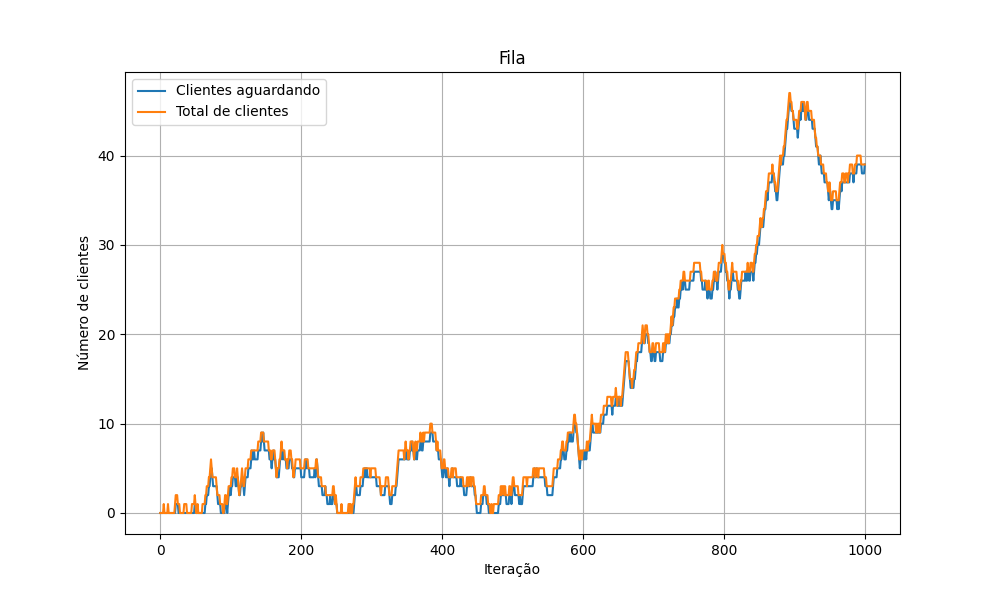 Fila
Clientes aguardando
Total de clientes
Número de clientes
40
30
20
10
0
0 200 400 600 800 1000
Iteração